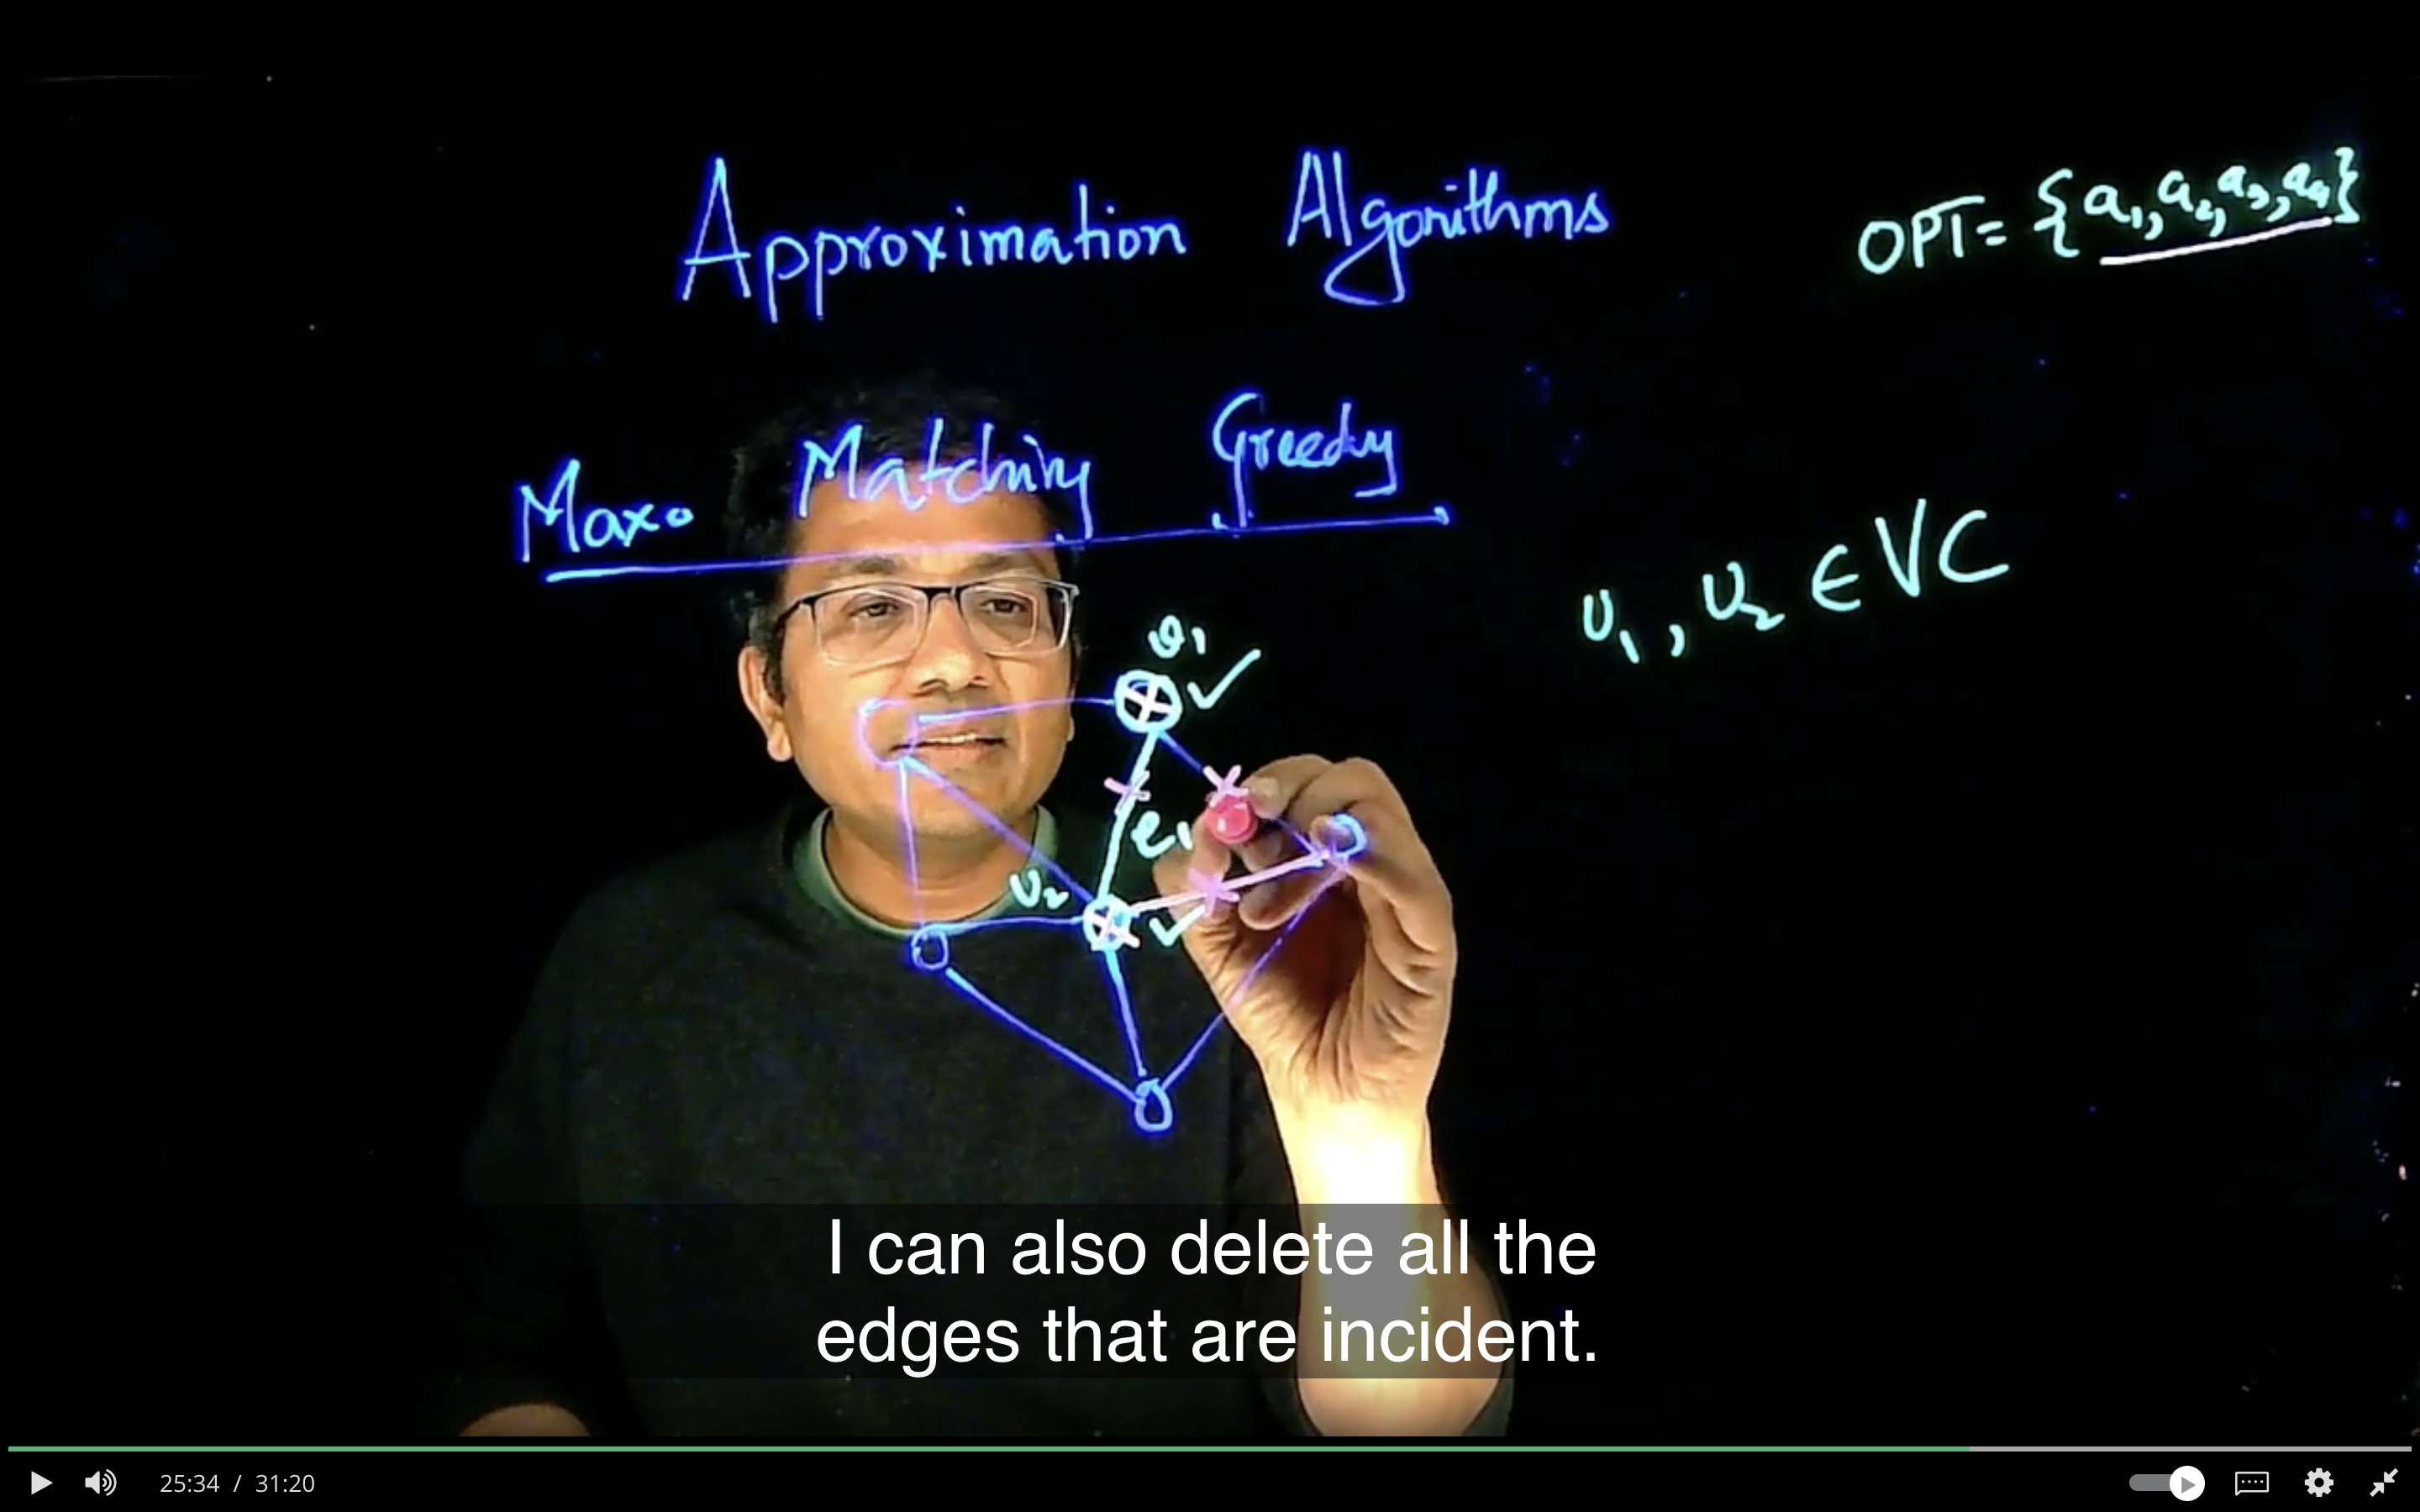 Approximation Algorithms
OPT = {a₁, a₂, a₃, a₄}
Max. Matching Greedy
v₁, v₂ ∈ VC
v₁
e₁
v₂
I can also delete all the
edges that are incident.
25:34 / 31:20